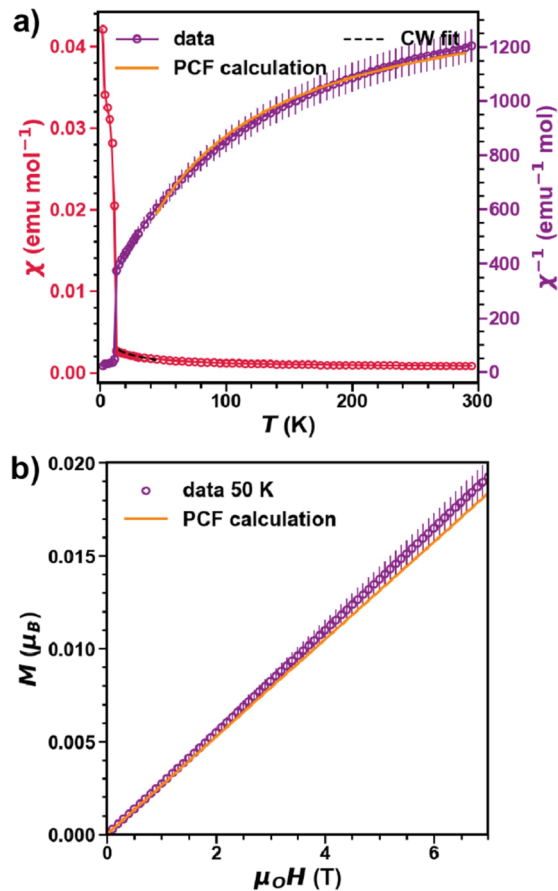 a)
data
CW fit
PCF calculation
0.04
0.03
0.02
0.01
0.00
χ (emu mol⁻¹)
1200
1000
800
600
400
200
0
χ⁻¹ (emu⁻¹ mol)
0
100
200
300
T (K)
b)
0.020
0.015
0.010
0.005
0.000
M (μB)
data 50 K
PCF calculation
0
2
4
6
μOH (T)